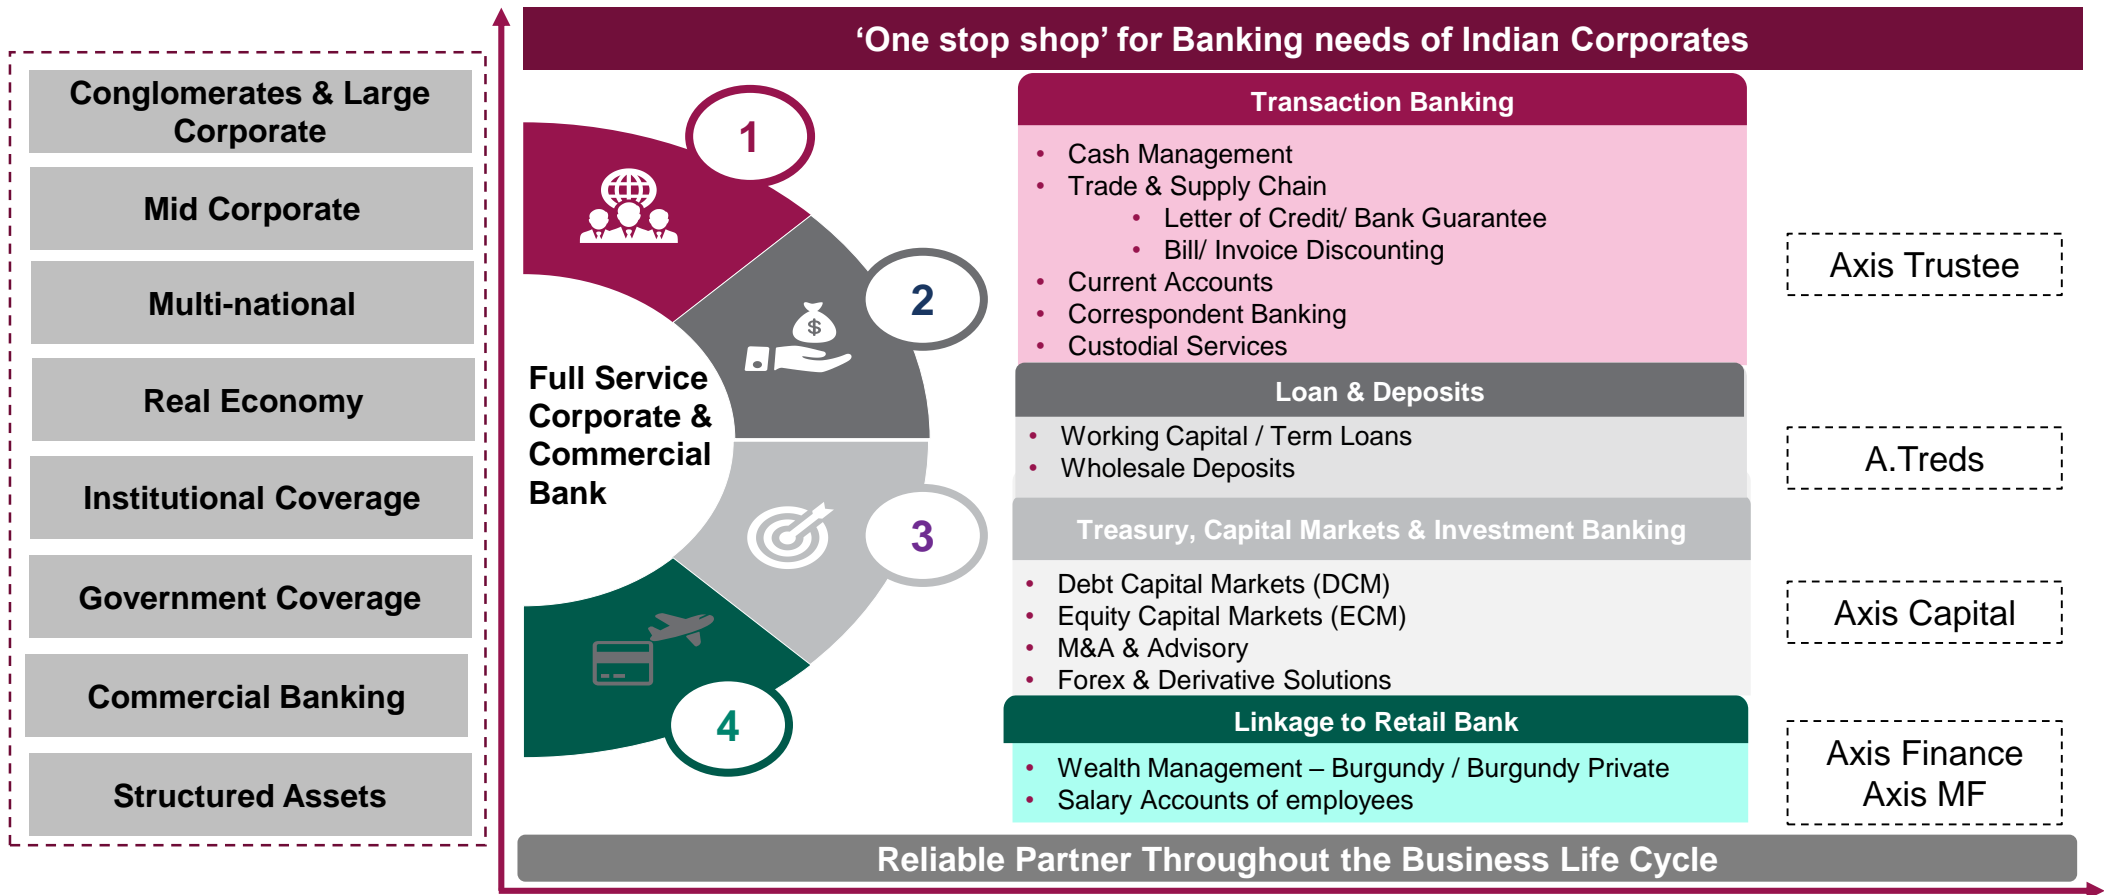 ‘One stop shop’ for Banking needs of Indian Corporates
Conglomerates & Large
Corporate
Mid Corporate
Multi-national
Real Economy
Institutional Coverage
Government Coverage
Commercial Banking
Structured Assets
Full Service
Corporate &
Commercial
Bank
1
2
$
3
4
Transaction Banking
• Cash Management
• Trade & Supply Chain
• Letter of Credit/ Bank Guarantee
• Bill/ Invoice Discounting
• Current Accounts
• Correspondent Banking
• Custodial Services
Loan & Deposits
• Working Capital / Term Loans
• Wholesale Deposits
Treasury, Capital Markets & Investment Banking
• Debt Capital Markets (DCM)
• Equity Capital Markets (ECM)
• M&A & Advisory
• Forex & Derivative Solutions
Linkage to Retail Bank
• Wealth Management – Burgundy / Burgundy Private
• Salary Accounts of employees
Axis Trustee
A.Treds
Axis Capital
Axis Finance
Axis MF
Reliable Partner Throughout the Business Life Cycle